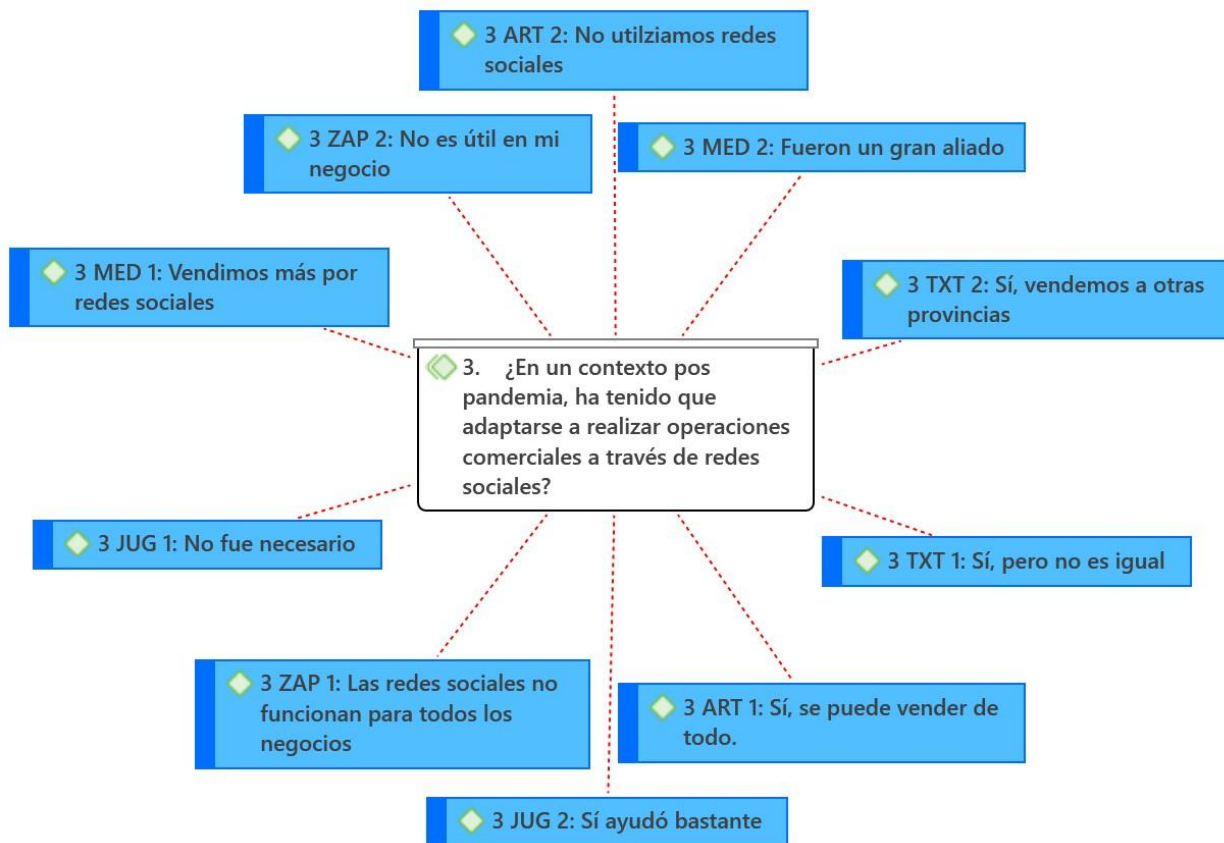 3 ART 2: No utilziamos redes
sociales
3 ZAP 2: No es útil en mi
negocio
3 MED 2: Fueron un gran aliado
3 MED 1: Vendimos más por
redes sociales
3 TXT 2: Sí, vendemos a otras
provincias
3. ¿En un contexto pos
pandemia, ha tenido que
adaptarse a realizar operaciones
comerciales a través de redes
sociales?
3 JUG 1: No fue necesario
3 TXT 1: Sí, pero no es igual
3 ZAP 1: Las redes sociales no
funcionan para todos los
negocios
3 ART 1: Sí, se puede vender de
todo.
3 JUG 2: Sí ayudó bastante